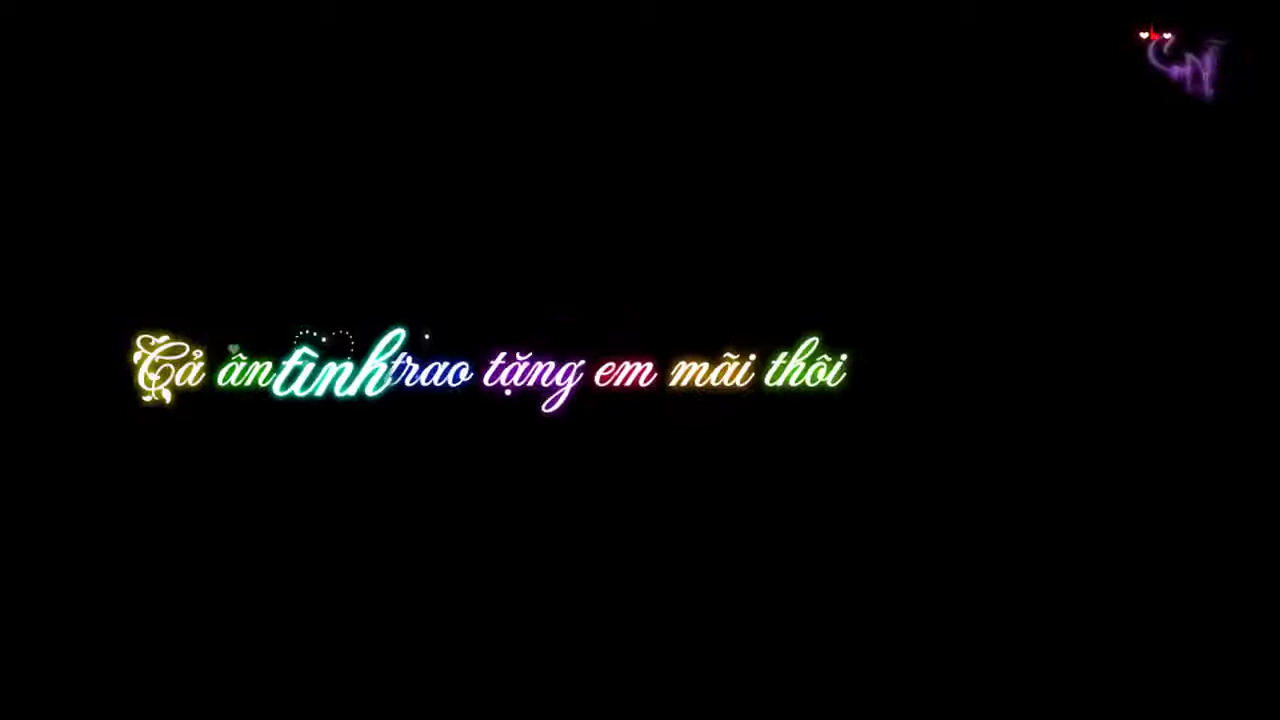 Cả ân tình trao tặng em mãi thôi